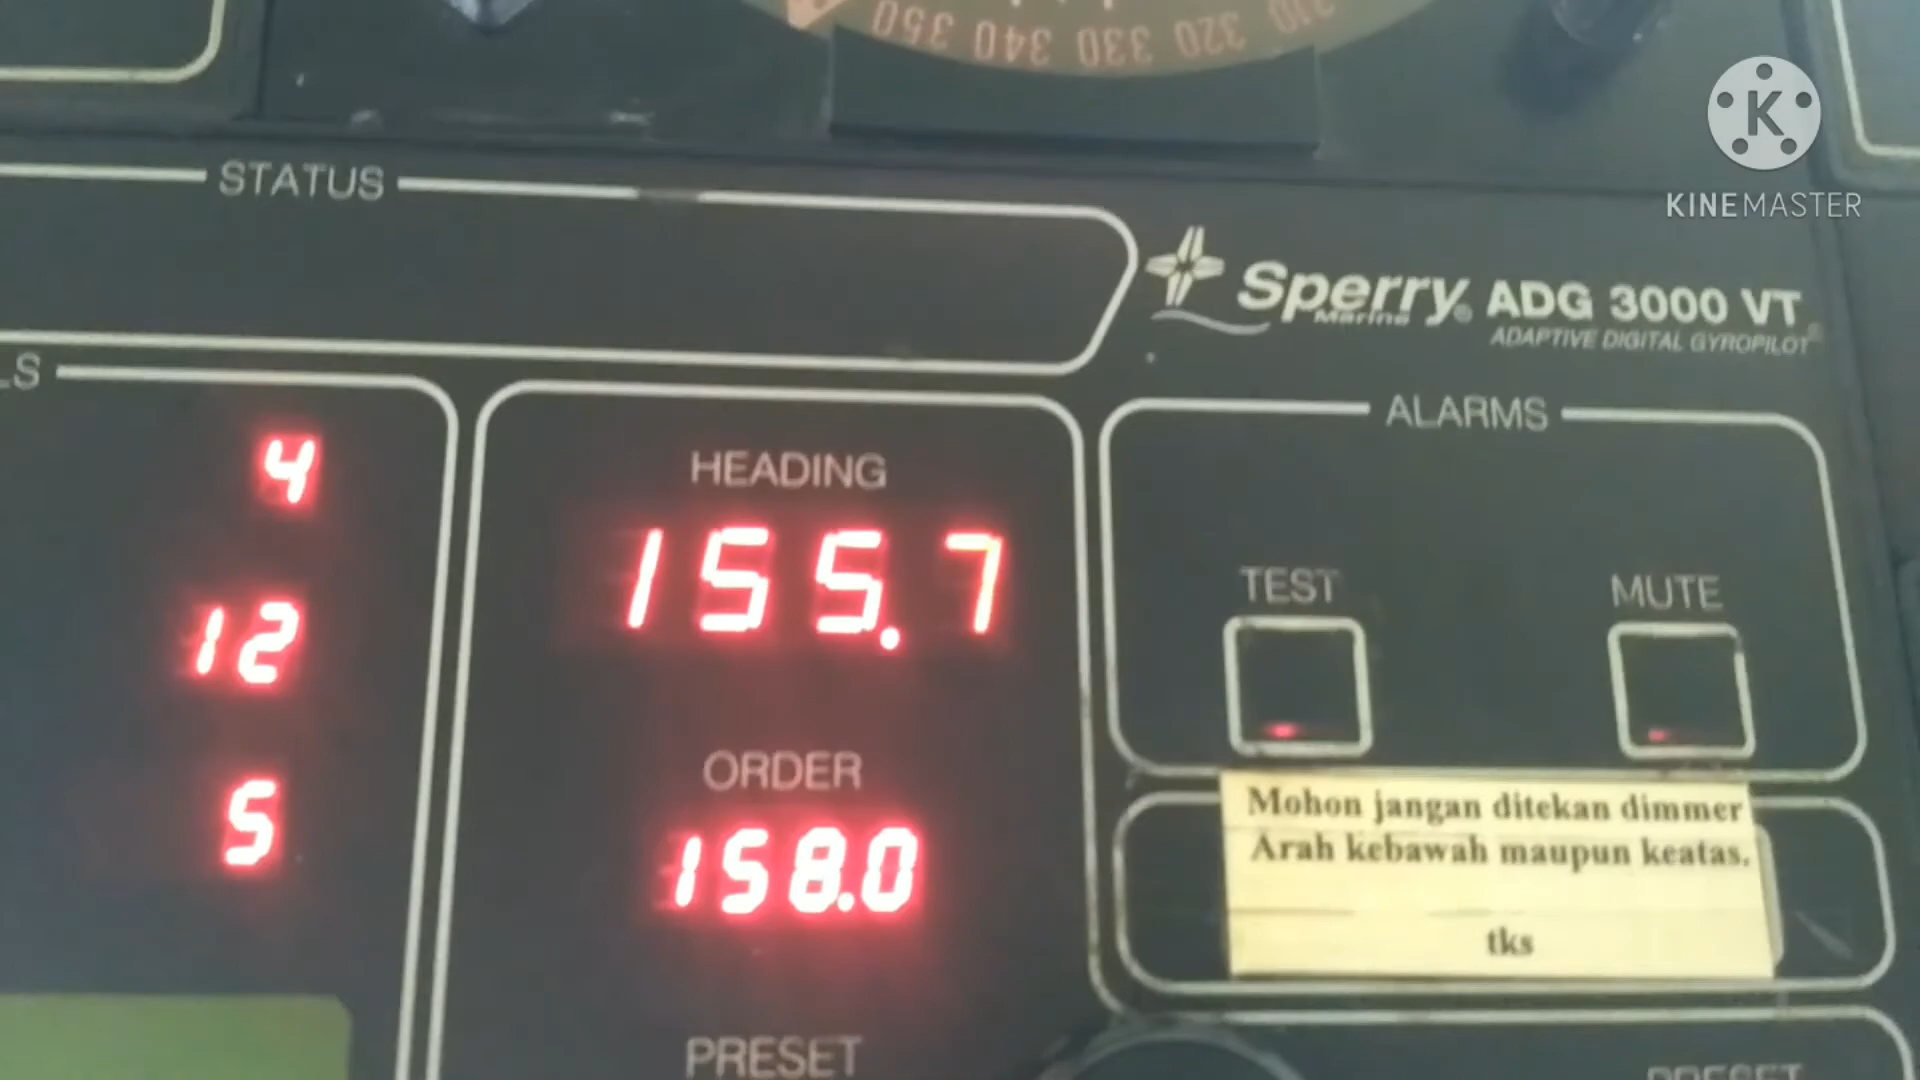 350 340 330 320 310
K
KINEMASTER
STATUS
Sperry® ADG 3000 VT
Marine
ADAPTIVE DIGITAL GYROPILOT®
LS
4
12
5
HEADING
155.7
ORDER
158.0
PRESET
ALARMS
TEST MUTE
Mohon jangan ditekan dimmer
Arah kebawah maupun keatas.
tks
PRESET